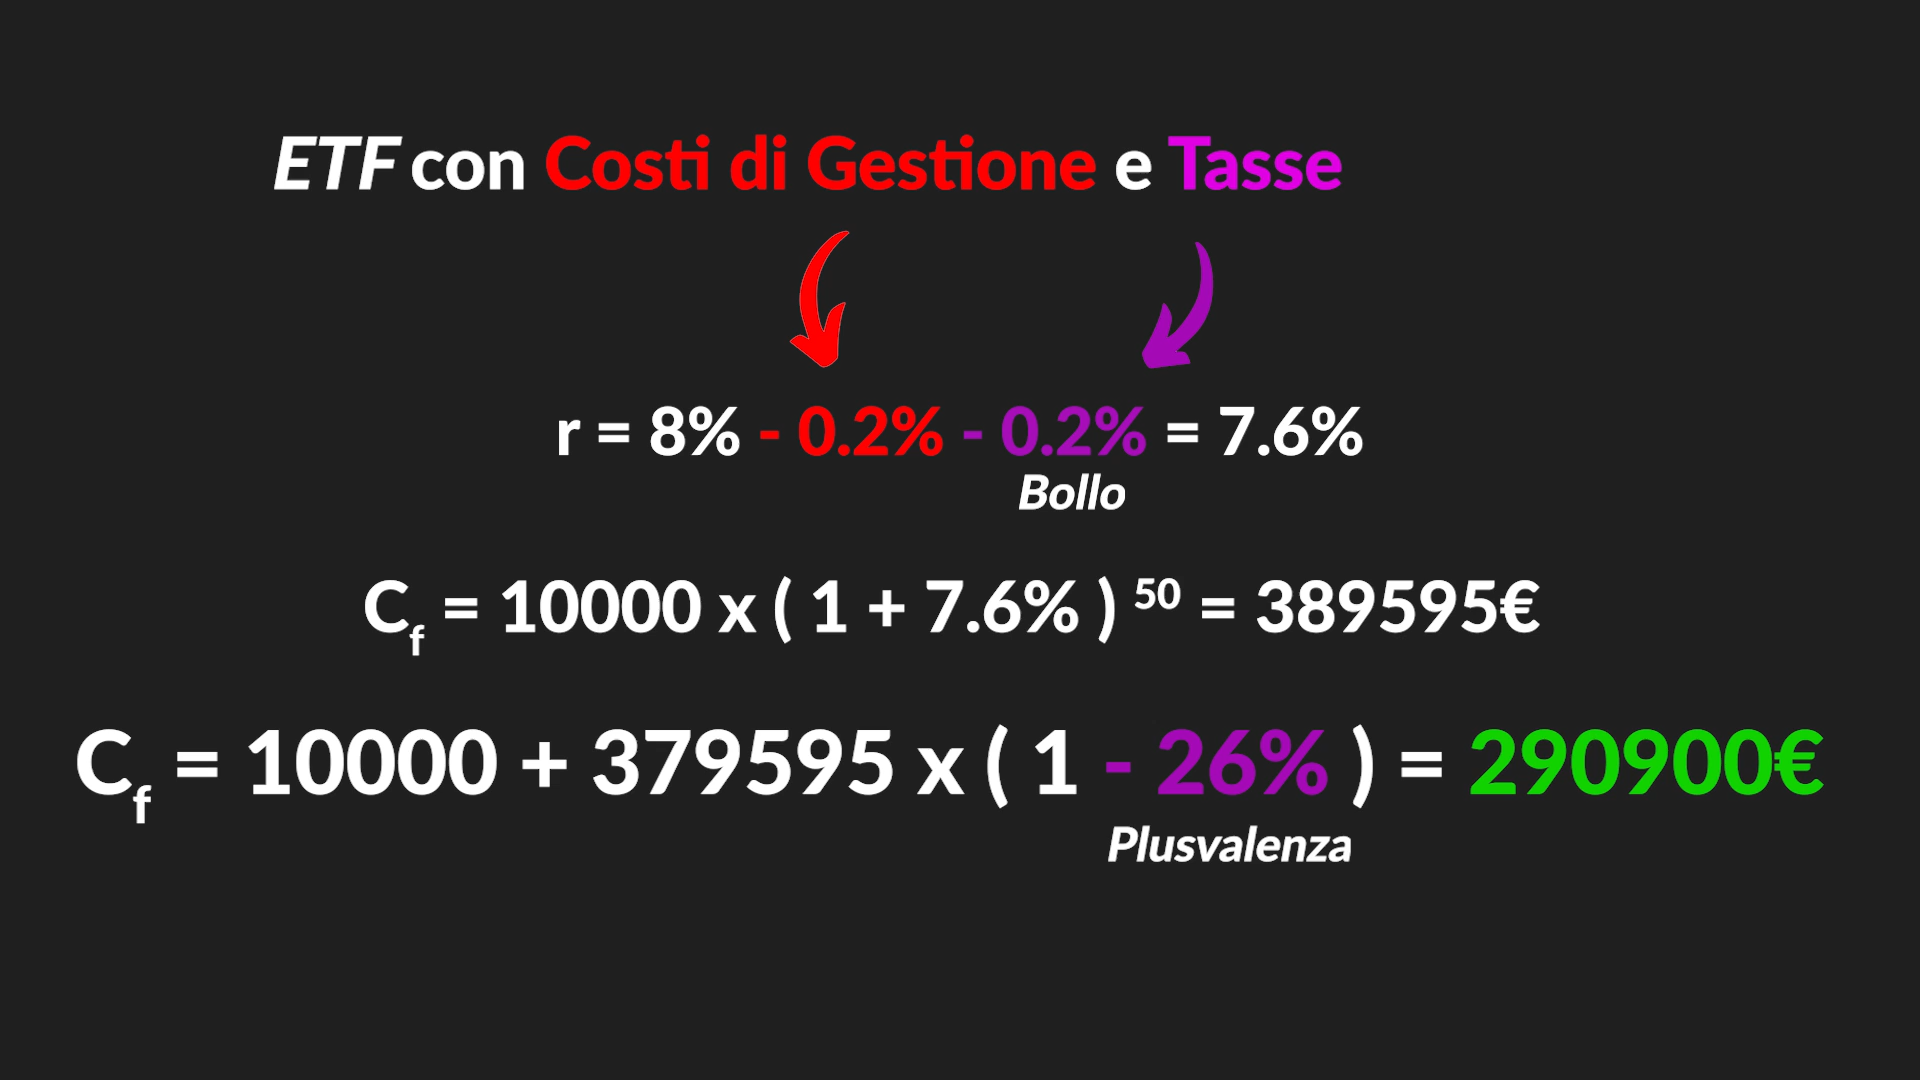 ETF con Costi di Gestione e Tasse
r = 8% - 0.2% - 0.2% = 7.6%
Bollo
Cf = 10000 x ( 1 + 7.6% ) 50 = 389595€
Cf = 10000 + 379595 x ( 1 - 26% ) = 290900€
Plusvalenza